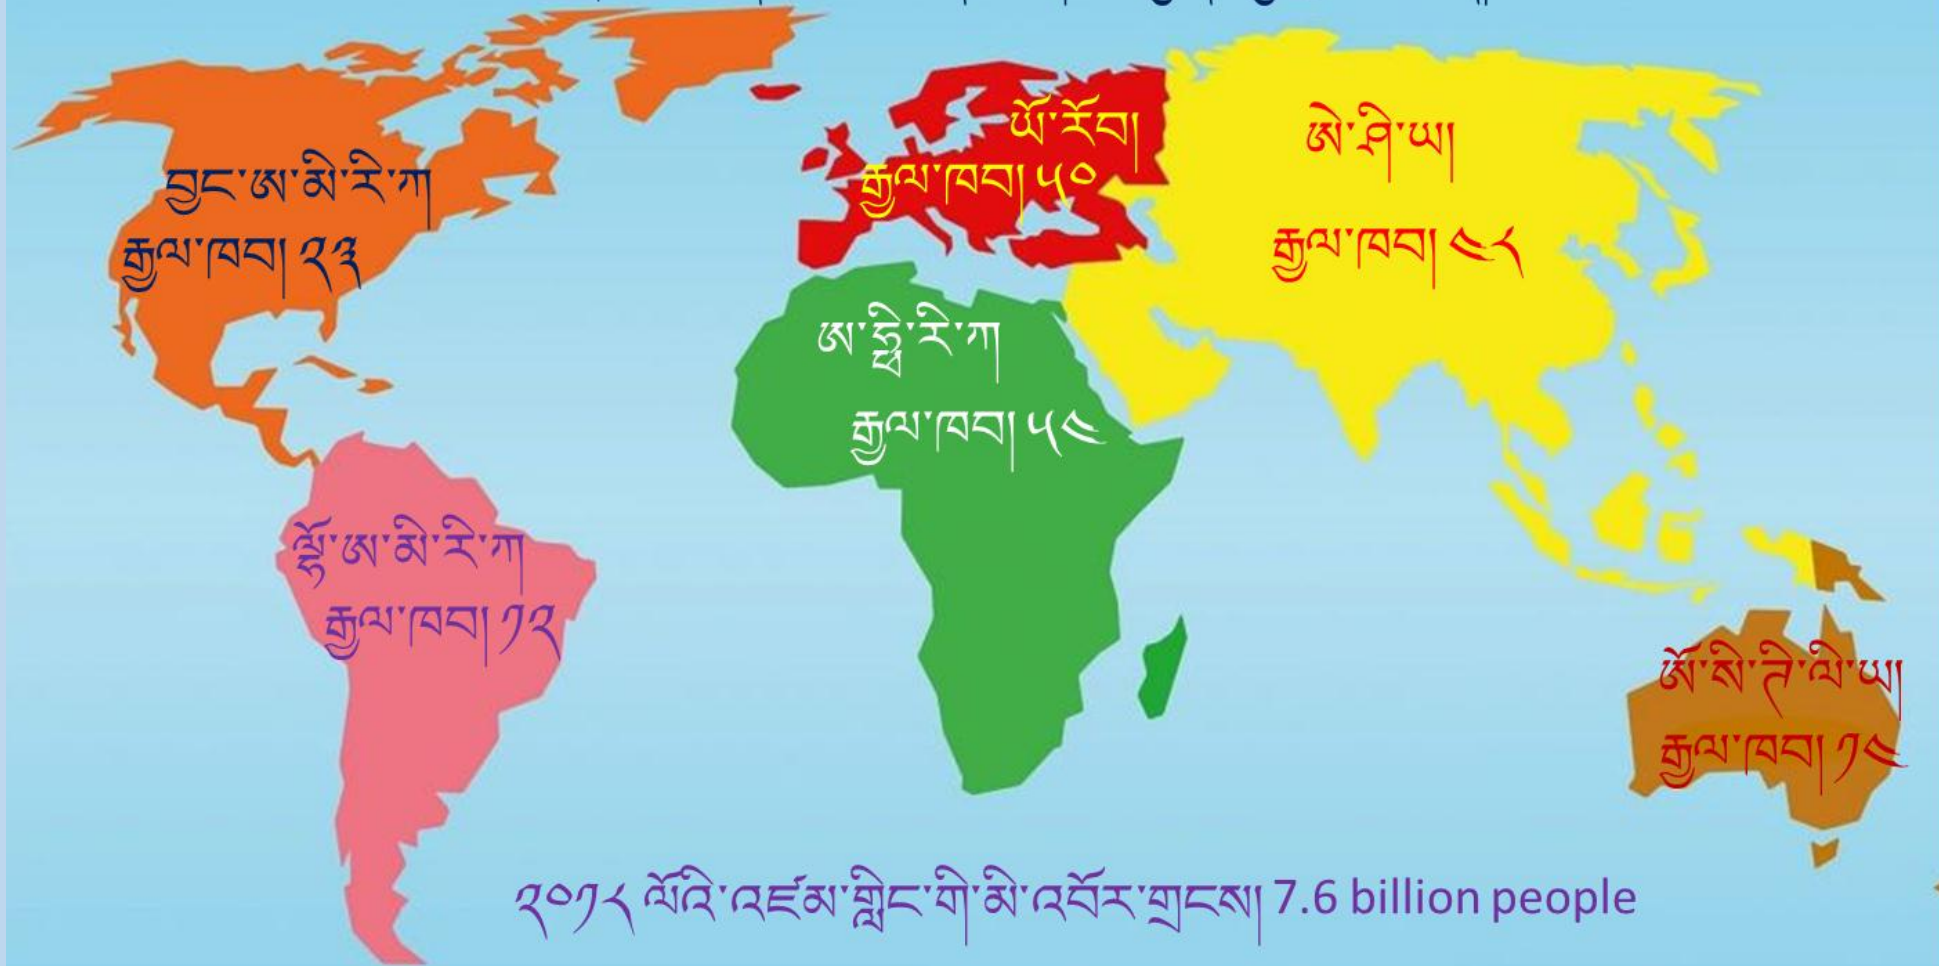 བྱང་ཨ་མི་རི་ཀ།
རྒྱལ་ཁབ། ༢༣
ཡོ་རོབ།
རྒྱལ་ཁབ། ༥༠
ཨེ་ཤི་ཡ།
རྒྱལ་ཁབ། ༤༨
ཨ་ཧྥི་རི་ཀ།
རྒྱལ་ཁབ། ༥༤
ལྷོ་ཨ་མི་རི་ཀ།
རྒྱལ་ཁབ། ༡༢
ཨོ་སི་ཊི་ལི་ཡ།
རྒྱལ་ཁབ། ༡༤
༢༠༡༨ ལོའི་འཛམ་གླིང་གི་མི་འབོར་གྲངས། 7.6 billion people